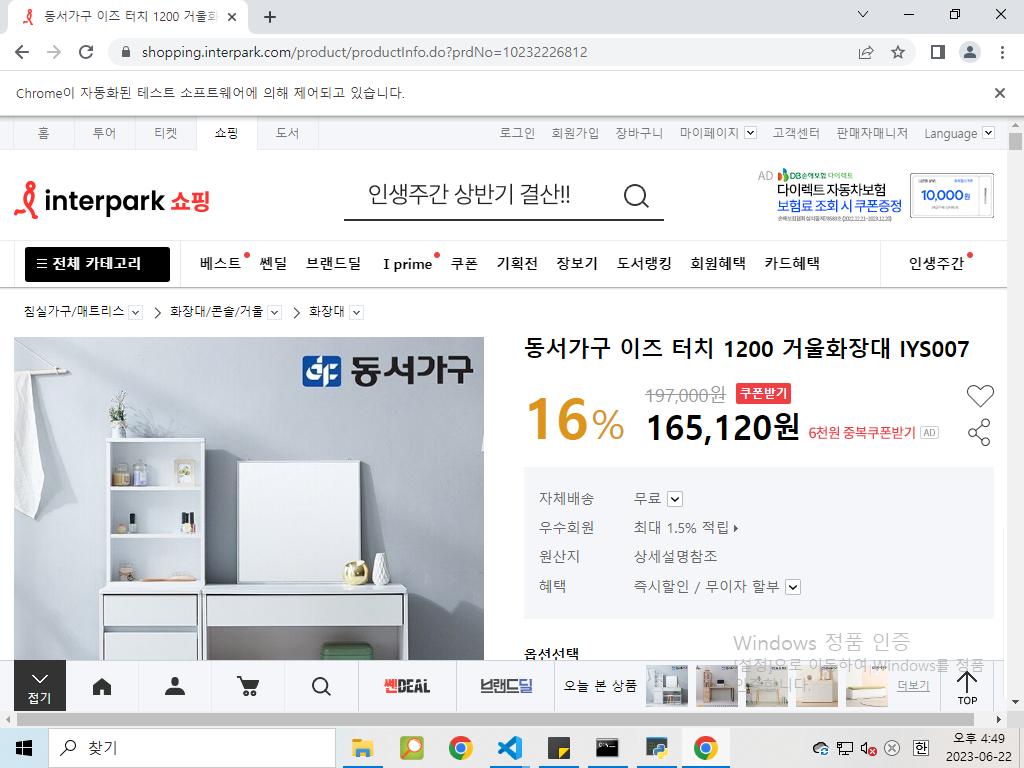 동서가구 이즈 터치 1200 거울화
shopping.interpark.com/product/productInfo.do?prdNo=10232226812
Chrome이 자동화된 테스트 소프트웨어에 의해 제어되고 있습니다.
홈 투어 티켓 쇼핑 도서 로그인 회원가입 장바구니 마이페이지 고객센터 판매자매니저 Language
interpark 쇼핑
인생주간 상반기 결산!!
AD DB손해보험 다이렉트
다이렉트 자동차보험
보험료 조회 시 쿠폰증정
10,000원
전체 카테고리 베스트 쎈딜 브랜드딜 I prime 쿠폰 기획전 장보기 도서랭킹 회원혜택 카드혜택 인생주간
침실가구/매트리스 화장대/콘솔/거울 화장대
동서가구
동서가구 이즈 터치 1200 거울화장대 IYS007
16%
197,000원 쿠폰받기
165,120원 6천원 중복쿠폰받기 AD
자체배송 무료
우수회원 최대 1.5% 적립
원산지 상세설명참조
혜택 즉시할인 / 무이자 할부
옵션선택
Windows 정품 인증
[설정]으로 이동하여 Windows를 정품
접기
쎈DEAL
브랜드딜
오늘 본 상품
더보기
TOP
찾기
한
오후 4:49
2023-06-22